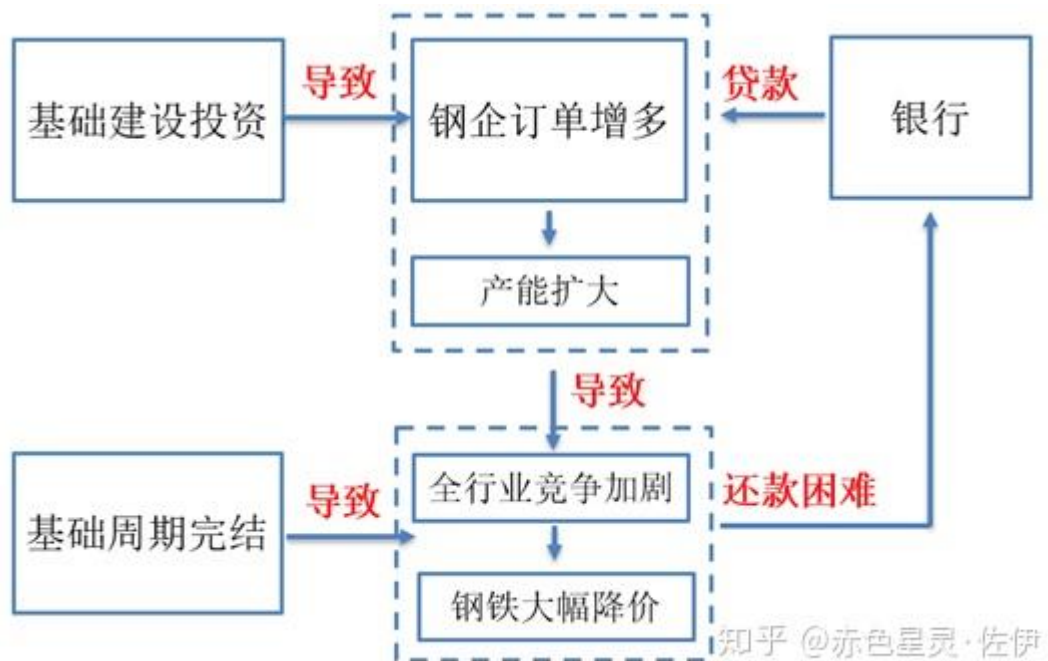 基础建设投资
导致
钢企订单增多
贷款
银行
产能扩大
导致
基础周期完结
导致
全行业竞争加剧
还款困难
钢铁大幅降价
知乎 @赤色星灵·佐伊